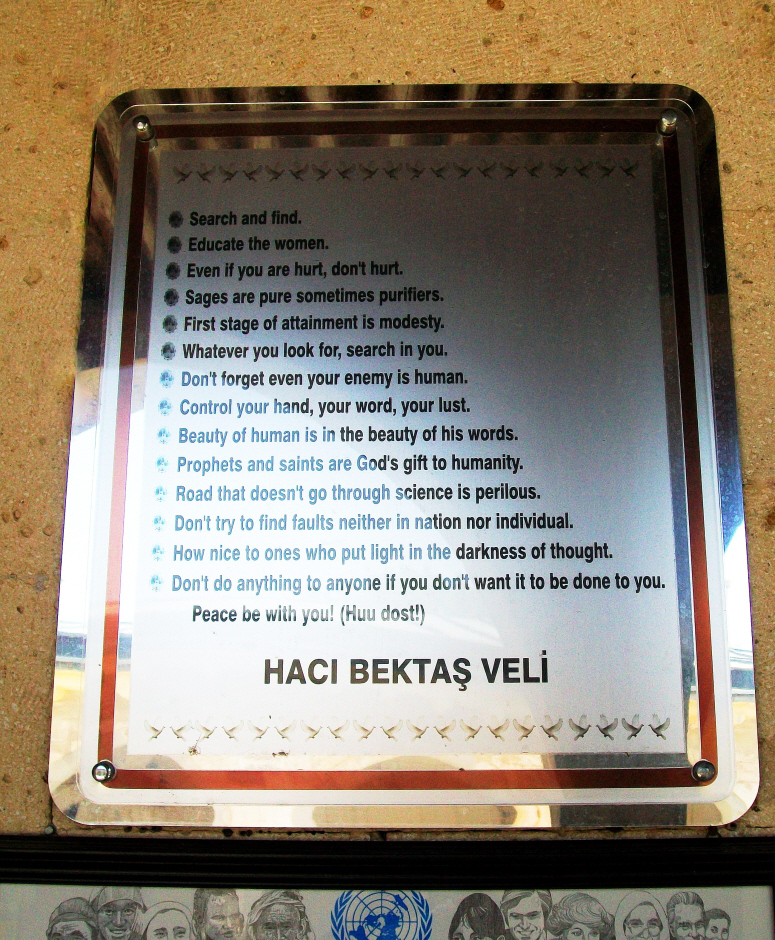 Search and find.
Educate the women.
Even if you are hurt, don't hurt.
Sages are pure sometimes purifiers.
First stage of attainment is modesty.
Whatever you look for, search in you.
Don't forget even your enemy is human.
Control your hand, your word, your lust.
Beauty of human is in the beauty of his words.
Prophets and saints are God's gift to humanity.
Road that doesn't go through science is perilous.
Don't try to find faults neither in nation nor individual.
How nice to ones who put light in the darkness of thought.
Don't do anything to anyone if you don't want it to be done to you.
Peace be with you! (Huu dost!)
HACI BEKTAŞ VELİ